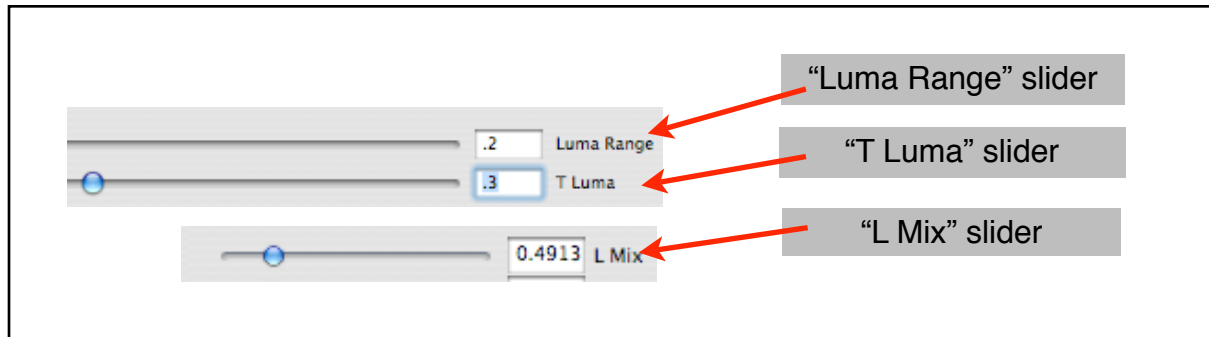 “Luma Range” slider
.2 Luma Range
“T Luma” slider
.3 T Luma
“L Mix” slider
0.4913 L Mix